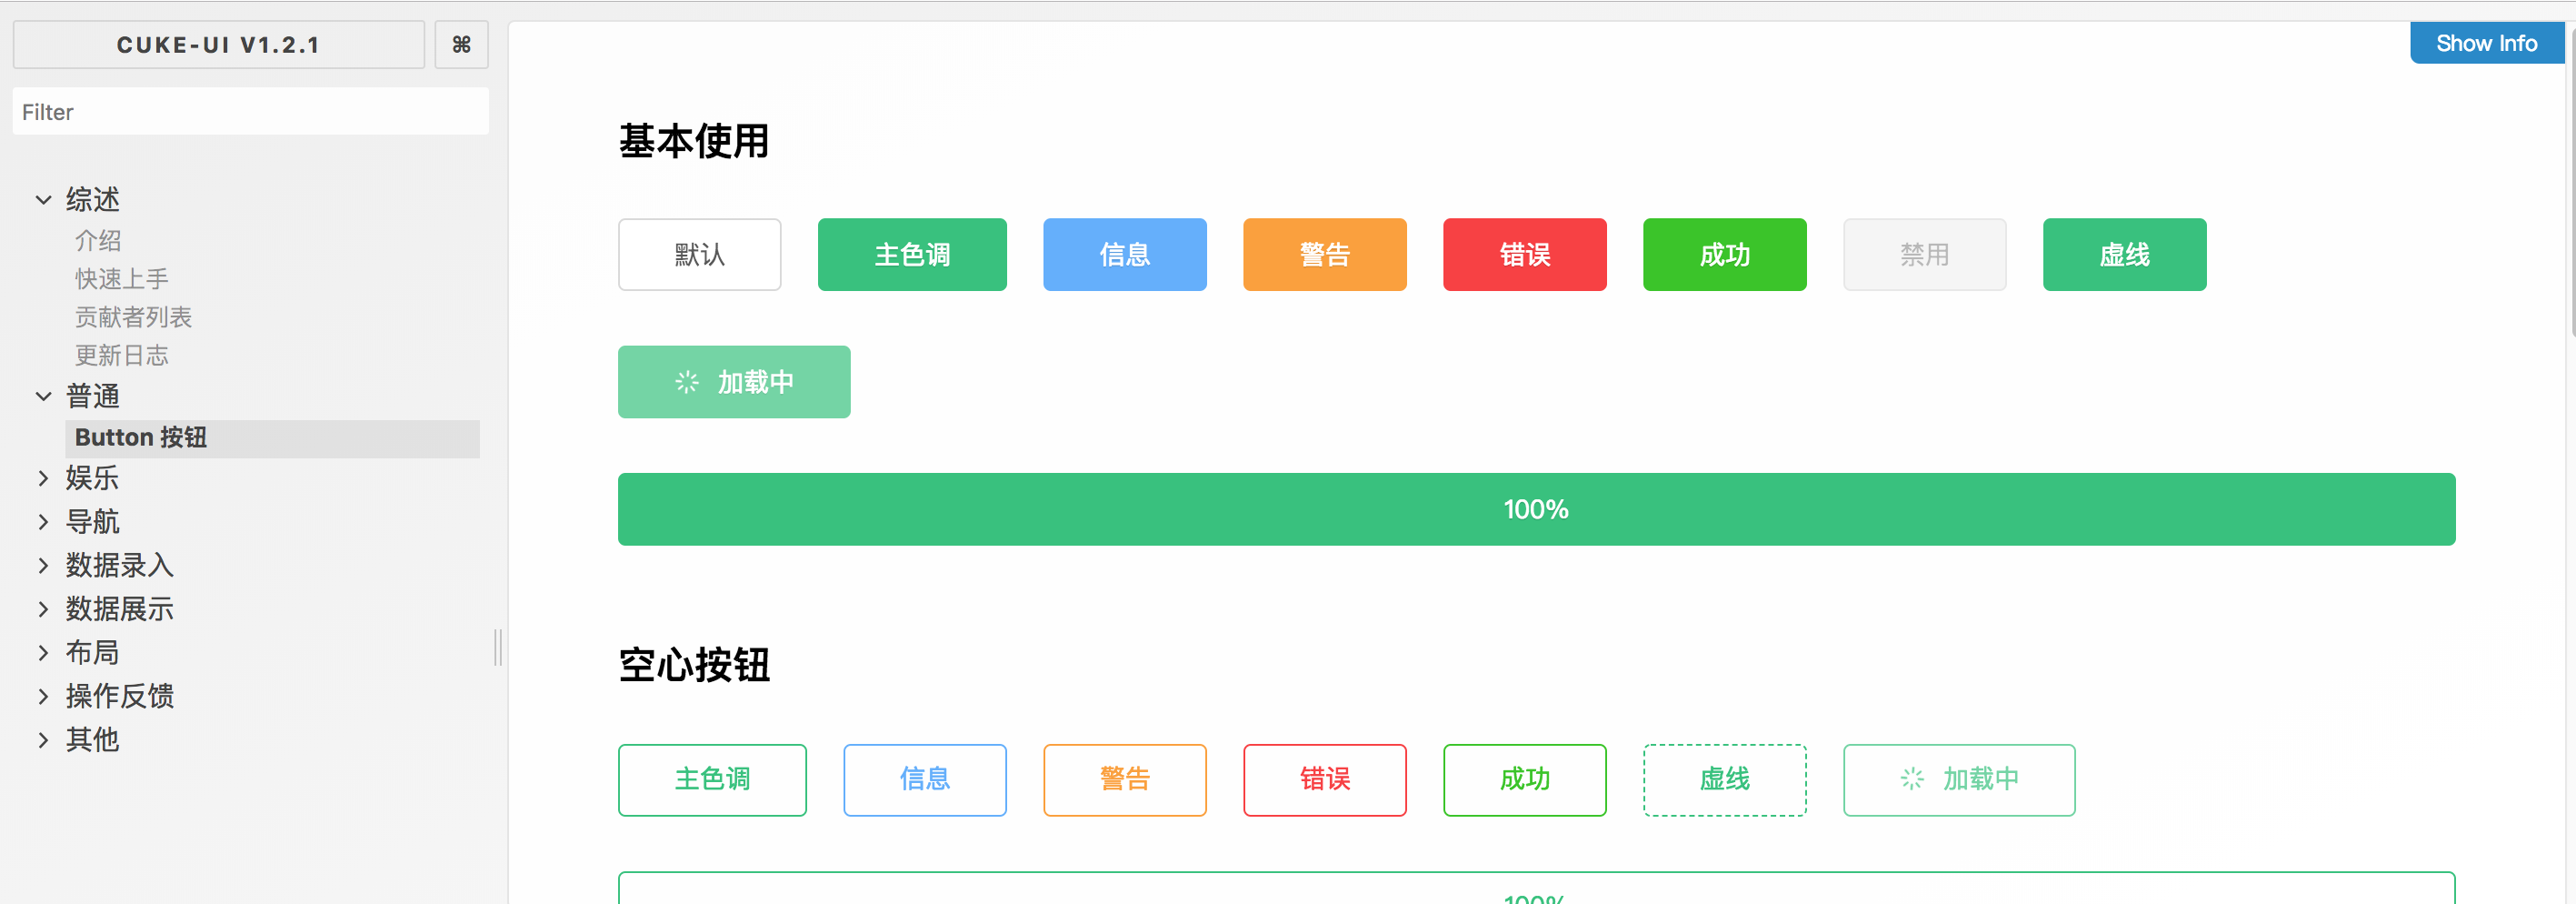 CUKE-UI V1.2.1
⌘
Filter
综述
介绍
快速上手
贡献者列表
更新日志
普通
Button 按钮
娱乐
导航
数据录入
数据展示
布局
操作反馈
其他
Show Info
基本使用
默认 主色调 信息 警告 错误 成功 禁用 虚线
加载中
100%
空心按钮
主色调 信息 警告 错误 成功 虚线 加载中
100%